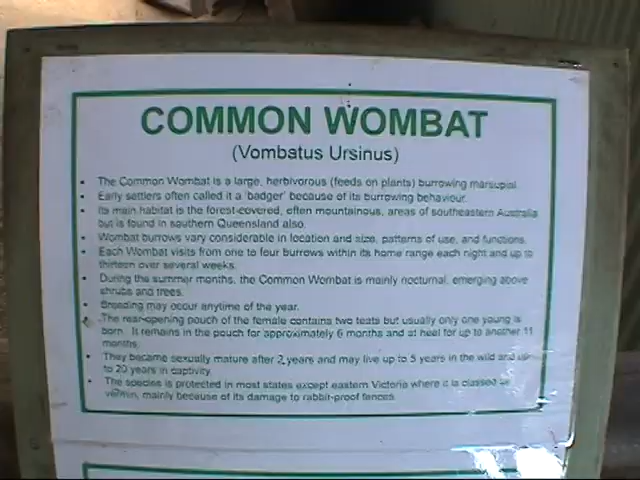 COMMON WOMBAT
(Vombatus Ursinus)
• The Common Wombat is a large, herbivorous (feeds on plants) burrowing marsupial.
• Early settlers often called it a 'badger' because of its burrowing behaviour.
• Its main habitat is the forest-covered, often mountainous, areas of southeastern Australia
but is found in southern Queensland also.
• Wombat burrows vary considerable in location and size, patterns of use, and functions.
• Each Wombat visits from one to four burrows within its home range each night and up to
thirteen over several weeks.
• During the summer months, the Common Wombat is mainly nocturnal, emerging above
shrubs and trees.
• Breeding may occur anytime of the year.
• The rear-opening pouch of the female contains two teats but usually only one young is
born. It remains in the pouch for approximately 6 months and at heel for up to another 11
months.
• They became sexually mature after 2 years and may live up to 5 years in the wild and up
to 20 years in captivity.
• The species is protected in most states except eastern Victoria where it is classed as
vermin, mainly because of its damage to rabbit-proof fences.